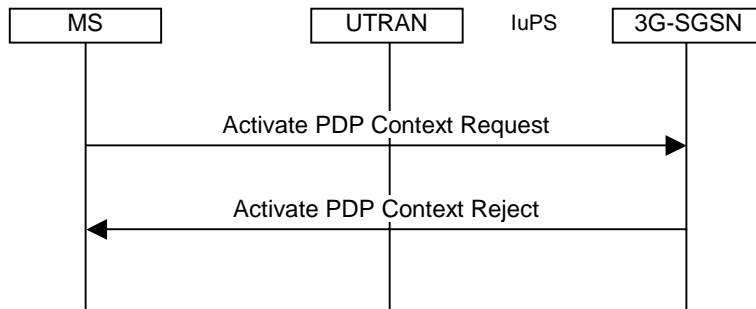 MS
UTRAN
IuPS
3G-SGSN
Activate PDP Context Request
Activate PDP Context Reject